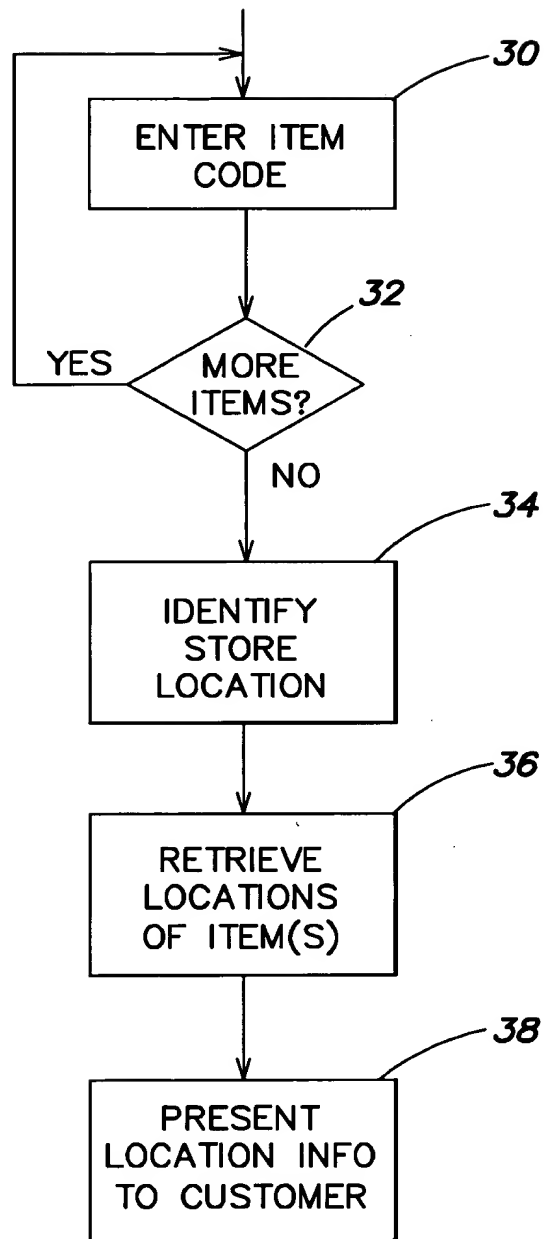 30
ENTER ITEM
CODE
32
YES
MORE
ITEMS?
NO
34
IDENTIFY
STORE
LOCATION
36
RETRIEVE
LOCATIONS
OF ITEM(S)
38
PRESENT
LOCATION INFO
TO CUSTOMER